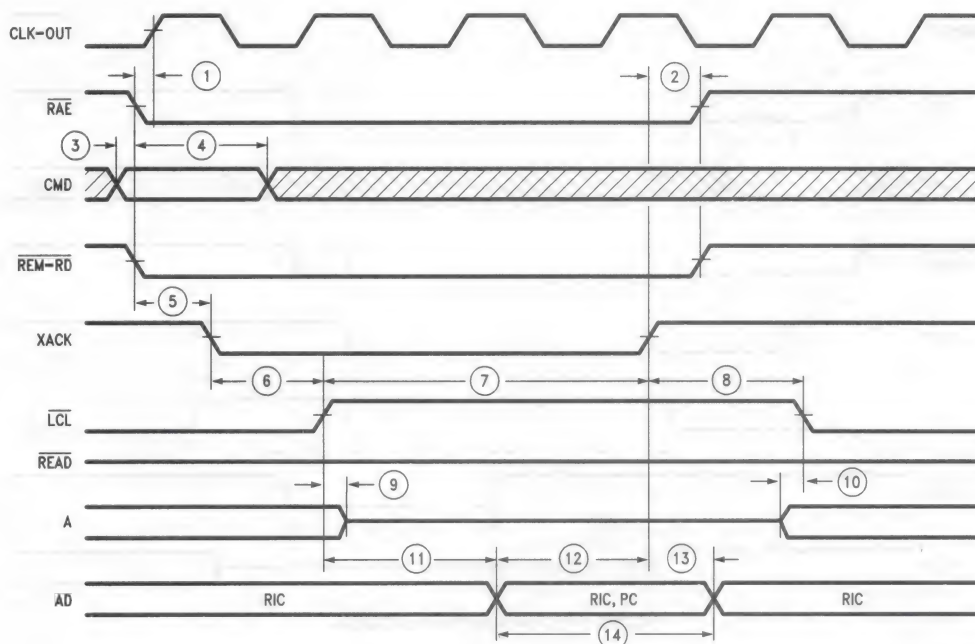 CLK-OUT
1
2
RAE
3
4
CMD
REM-RD
5
XACK
6
7
8
LCL
READ
9
10
A
11
12
13
AD
RIC
RIC, PC
RIC
14